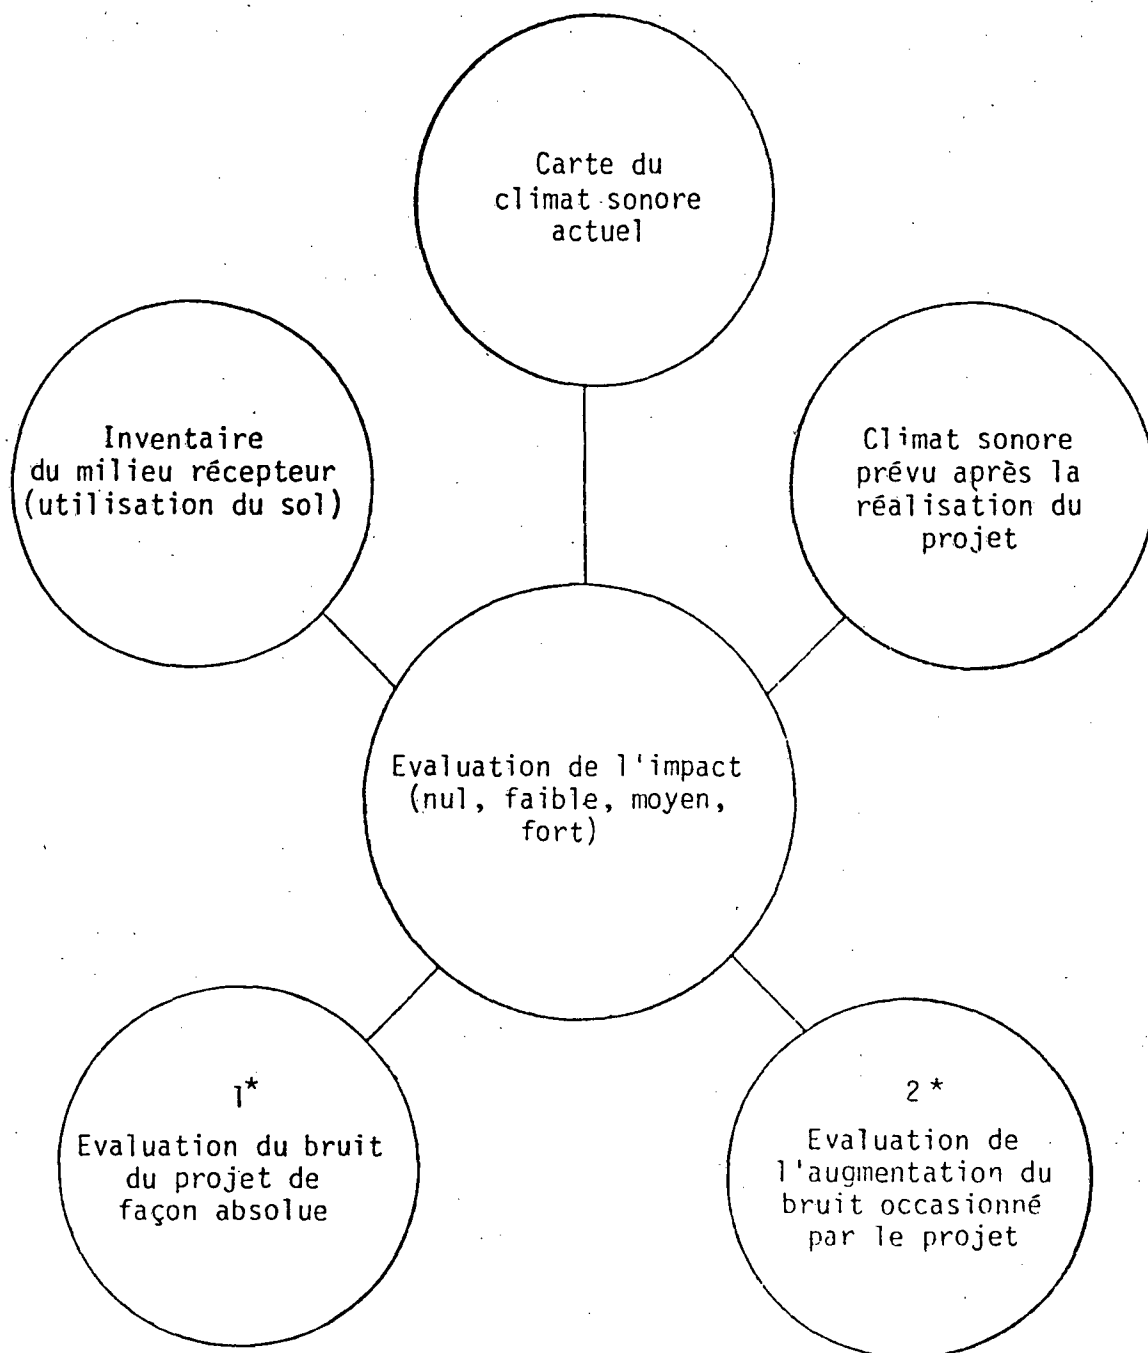 Carte du
climat sonore
actuel
Inventaire
du milieu récepteur
(utilisation du sol)
Climat sonore
prévu après la
réalisation du
projet
Evaluation de l'impact
(nul, faible, moyen,
fort)
1*
Evaluation du bruit
du projet de
façon absolue
2*
Evaluation de
l'augmentation du
bruit occasionné
par le projet